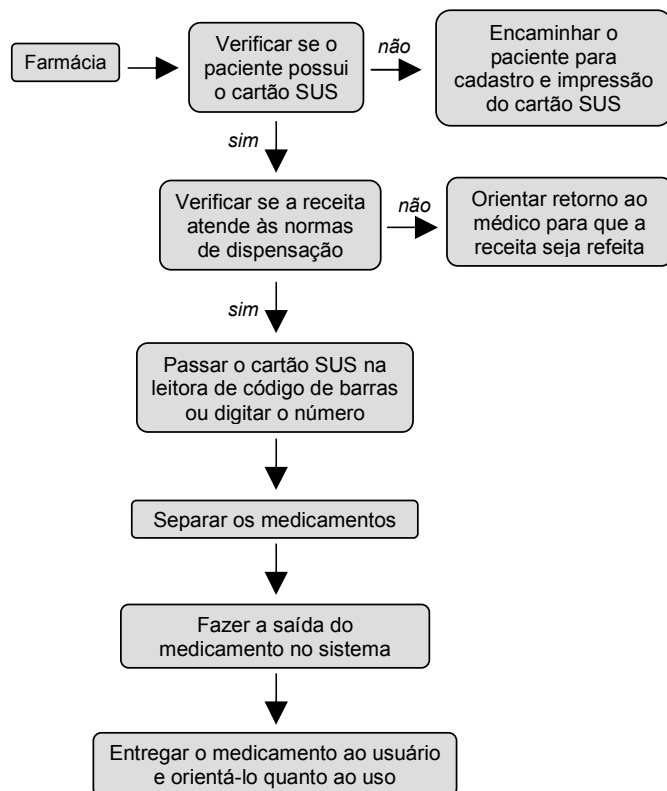 Farmácia
Verificar se o
paciente possui
o cartão SUS
não
Encaminhar o
paciente para
cadastro e impressão
do cartão SUS
sim
Verificar se a receita
atende às normas
de dispensação
não
Orientar retorno ao
médico para que a
receita seja refeita
sim
Passar o cartão SUS na
leitora de código de barras
ou digitar o número
Separar os medicamentos
Fazer a saída do
medicamento no sistema
Entregar o medicamento ao usuário
e orientá-lo quanto ao uso